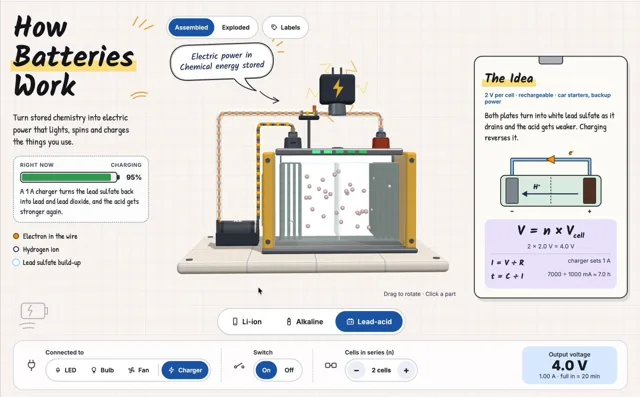 How
Batteries
Work
Turn stored chemistry into electric
power that lights, spins and charges
the things you use.
RIGHT NOW
CHARGING
95%
A 1 A charger turns the lead sulfate back
into lead and lead dioxide, and the acid gets
stronger again.
Electron in the wire
Hydrogen ion
Lead sulfate build-up
Assembled
Exploded
Labels
Electric power in
Chemical energy stored
Drag to rotate · Click a part
The Idea
2 V per cell · rechargeable · car starters, backup
power
Both plates turn into white lead sulfate as it
drains and the acid gets weaker. Charging
reverses it.
e⁻
H⁺
−
+
V = n × Vcell
2 × 2.0 V = 4.0 V
I = V ÷ R
charger sets 1 A
t = C ÷ I
7000 ÷ 1000 mA = 7.0 h
Li-ion
Alkaline
Lead-acid
Connected to
LED
Bulb
Fan
Charger
Switch
On
Off
Cells in series (n)
−
2 cells
+
Output voltage
4.0 V
1.00 A · full in ≈ 20 min